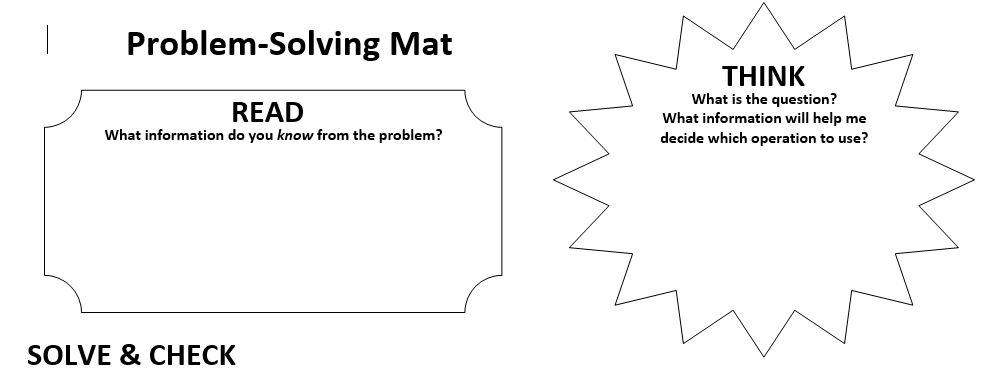 Problem-Solving Mat
READ
What information do you know from the problem?
THINK
What is the question?
What information will help me
decide which operation to use?
SOLVE & CHECK